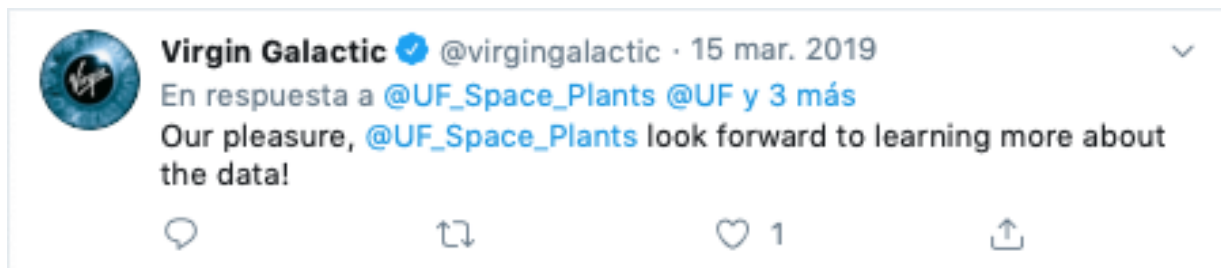 Virgin Galactic @virgingalactic · 15 mar. 2019
En respuesta a @UF_Space_Plants @UF y 3 más
Our pleasure, @UF_Space_Plants look forward to learning more about
the data!
1
Virgin